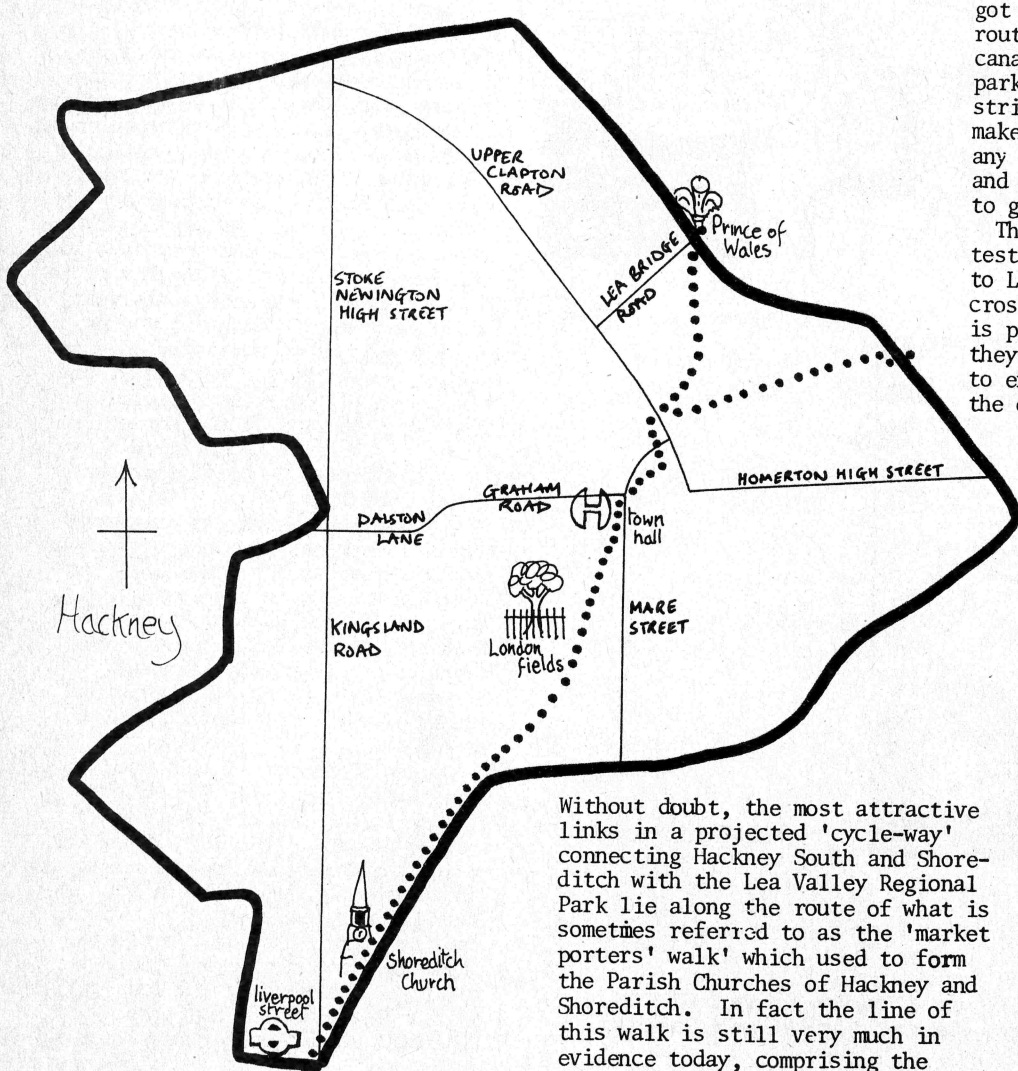 got
rout
cana
park
stri
make
any
and
to g
Th
test
to L
cros
is p
they
to e
the
UPPER
CLAPTON
ROAD
Prince of
Wales
LEA BRIDGE
ROAD
STOKE
NEWINGTON
HIGH STREET
HOMERTON HIGH STREET
GRAHAM
ROAD
DALSTON
LANE
H
town
hall
Hackney
KINGSLAND
ROAD
MARE
STREET
London
fields
Shoreditch
Church
liverpool
street
Without doubt, the most attractive
links in a projected 'cycle-way'
connecting Hackney South and Shore-
ditch with the Lea Valley Regional
Park lie along the route of what is
sometmies referred to as the 'market
porters' walk' which used to form
the Parish Churches of Hackney and
Shoreditch. In fact the line of
this walk is still very much in
evidence today, comprising the